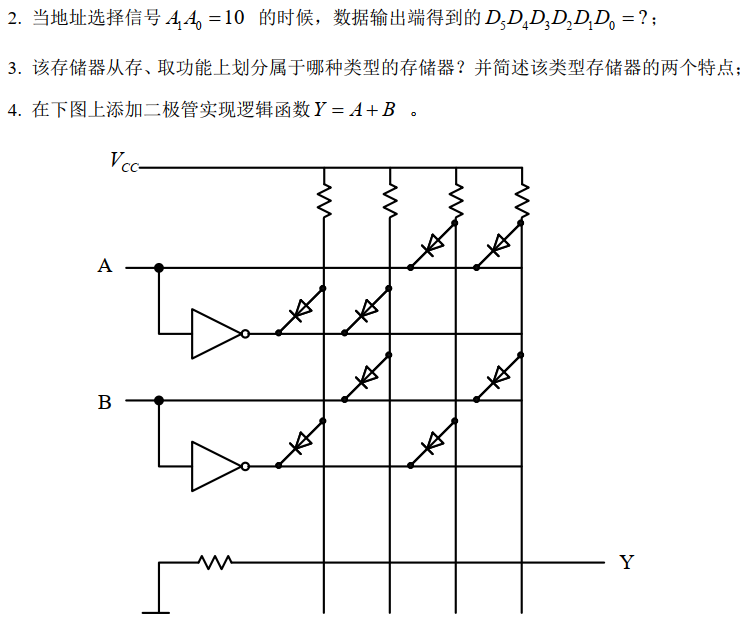 2. 当地址选择信号 A₁A₀ = 10 的时候，数据输出端得到的 D₅D₄D₃D₂D₁D₀ = ?；
3. 该存储器从存、取功能上划分属于哪种类型的存储器？并简述该类型存储器的两个特点；
4. 在下图上添加二极管实现逻辑函数 Y = A + B 。
V_CC
A
B
Y